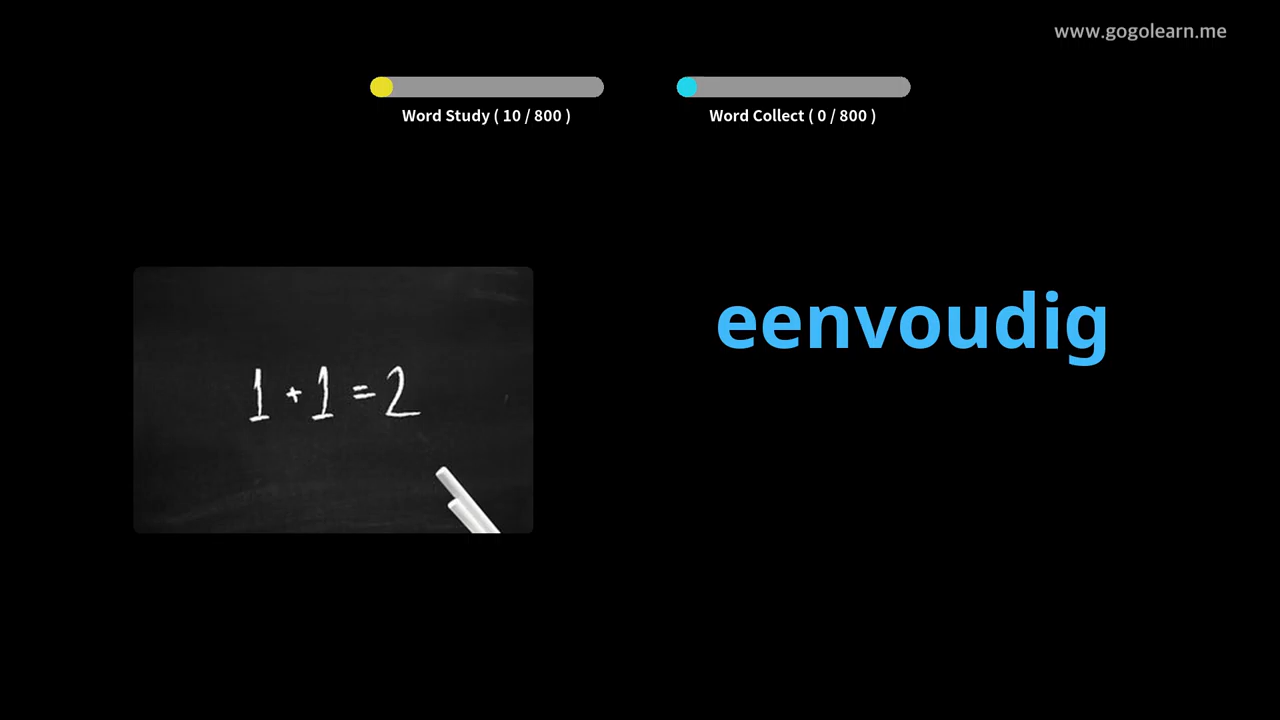 www.gogolearn.me
Word Study ( 10 / 800 )
Word Collect ( 0 / 800 )
eenvoudig
1 + 1 = 2